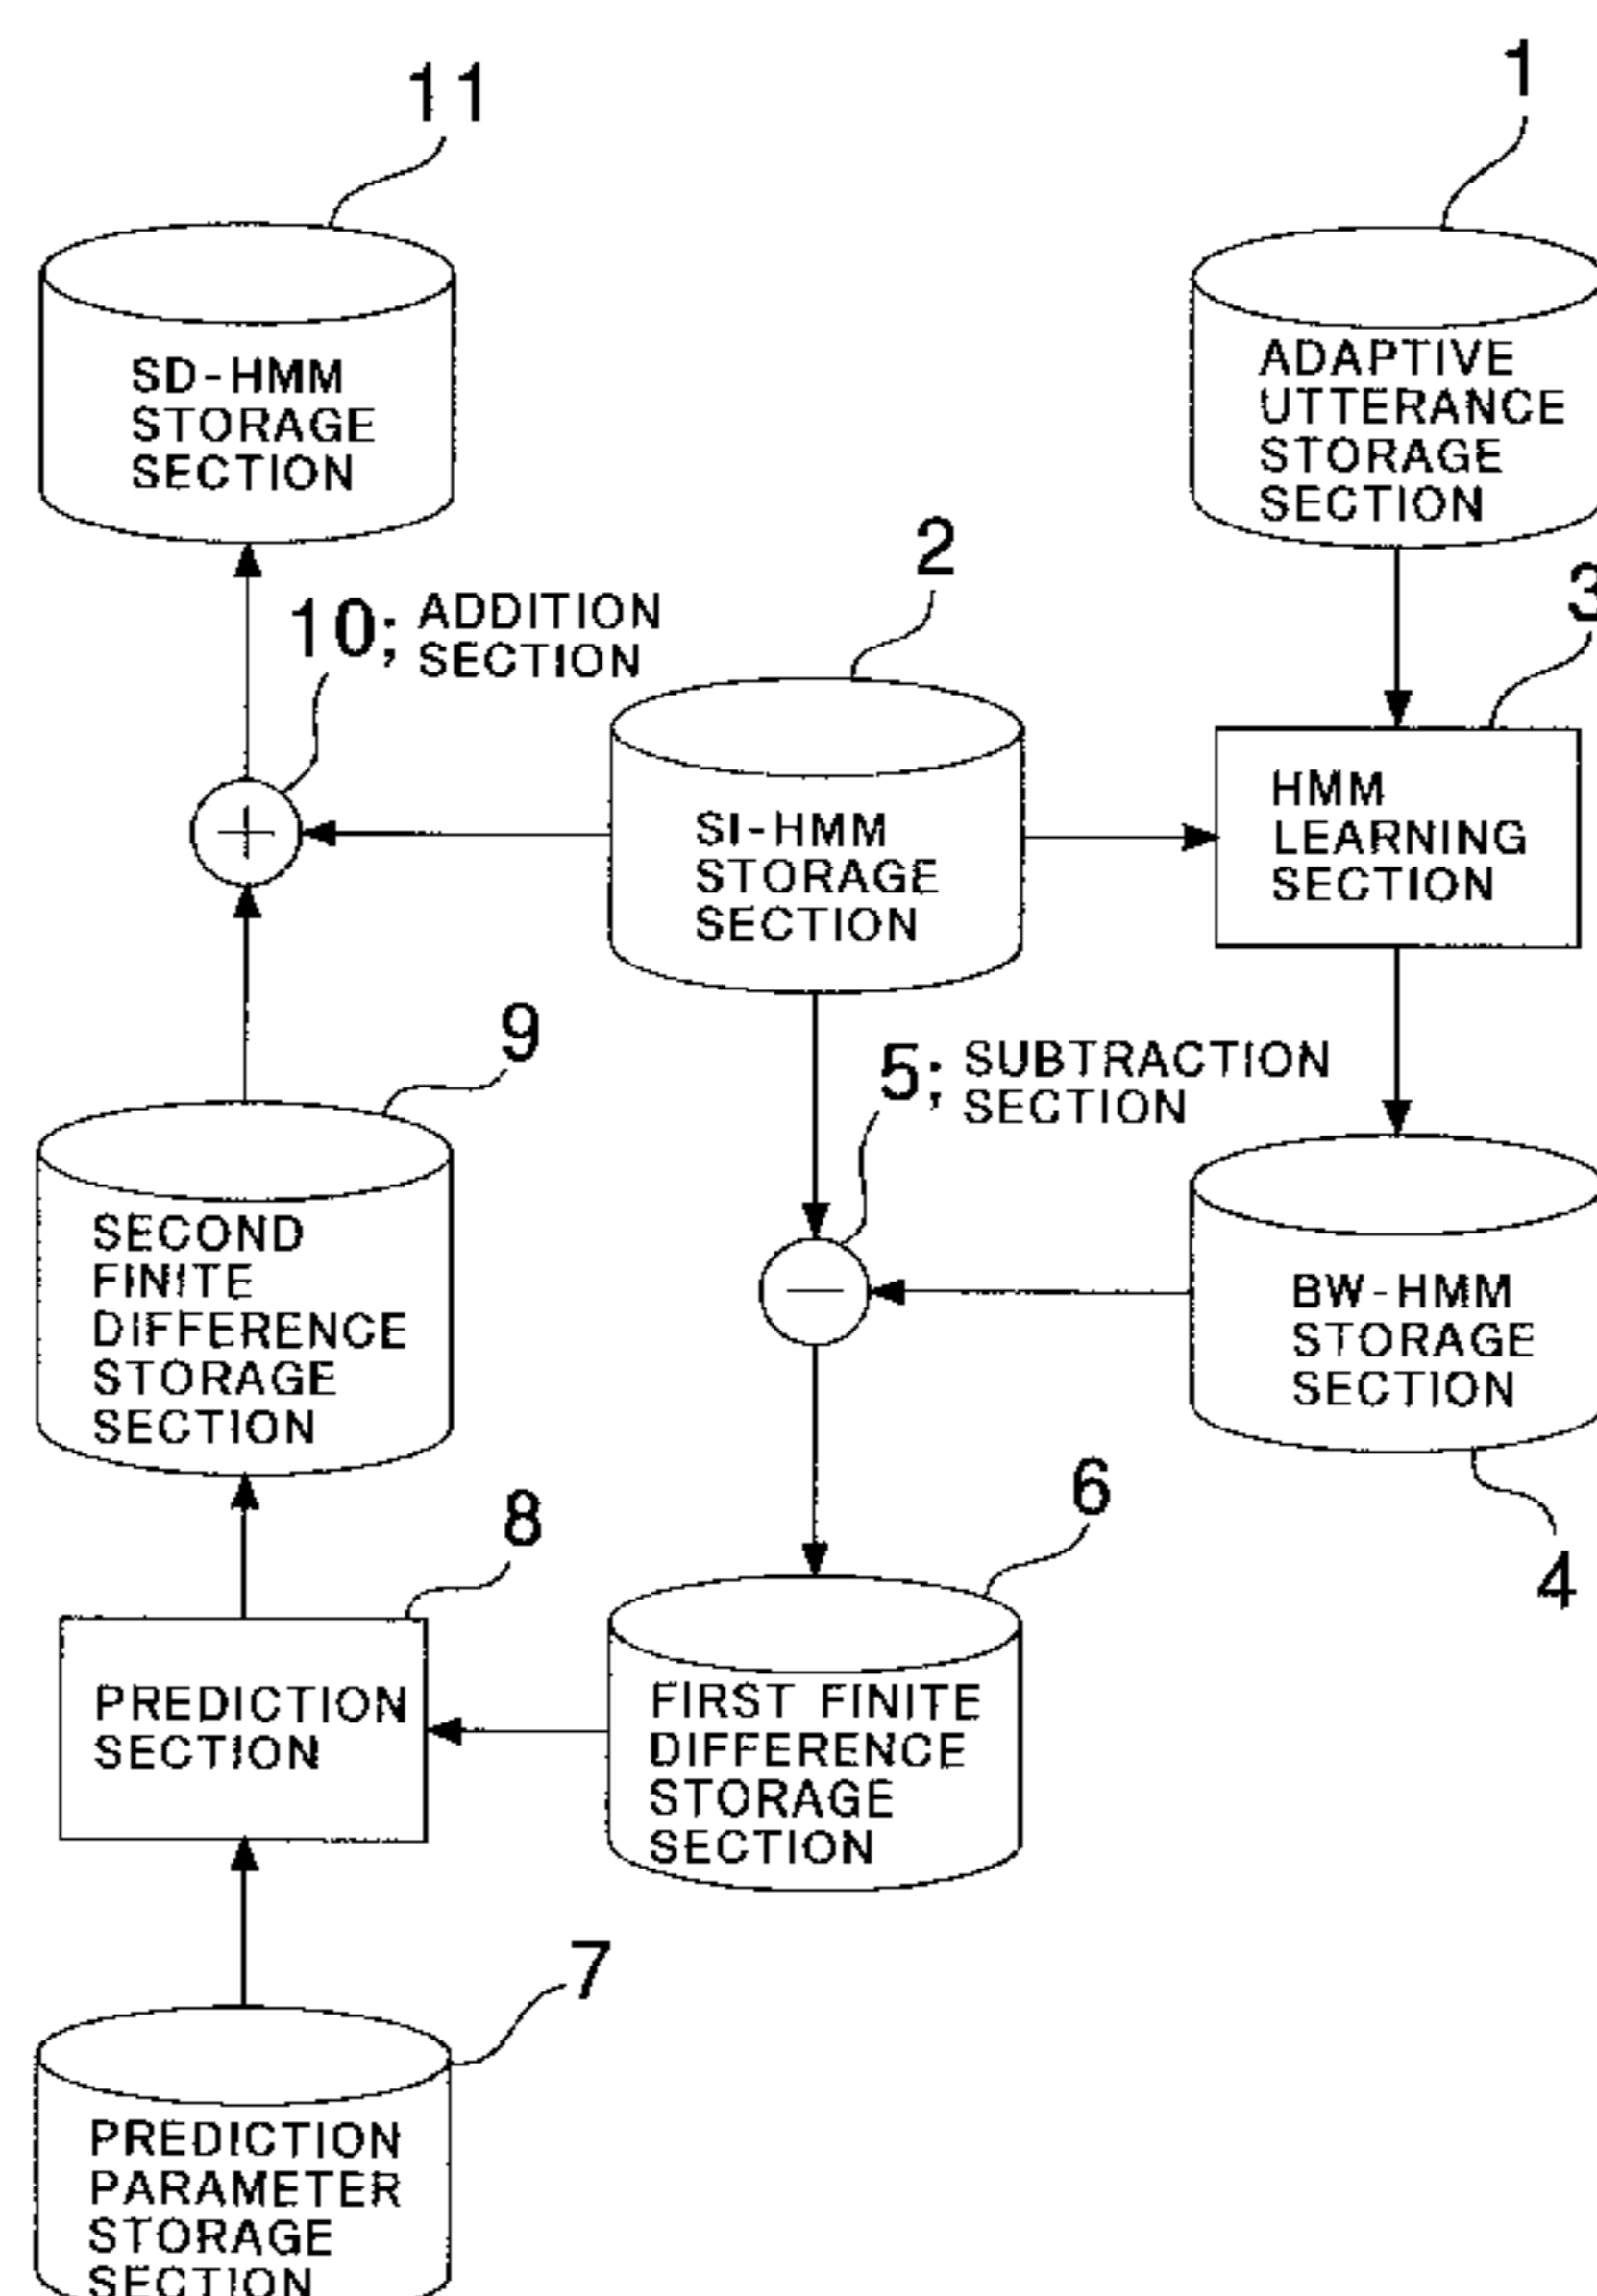 11
1
SD-HMM
STORAGE
SECTION
ADAPTIVE
UTTERANCE
STORAGE
SECTION
2
3
10; ADDITION
SECTION
SI-HMM
STORAGE
SECTION
HMM
LEARNING
SECTION
9
5; SUBTRACTION
SECTION
SECOND
FINITE
DIFFERENCE
STORAGE
SECTION
BW-HMM
STORAGE
SECTION
4
8
6
PREDICTION
SECTION
FIRST FINITE
DIFFERENCE
STORAGE
SECTION
7
PREDICTION
PARAMETER
STORAGE
SECTION